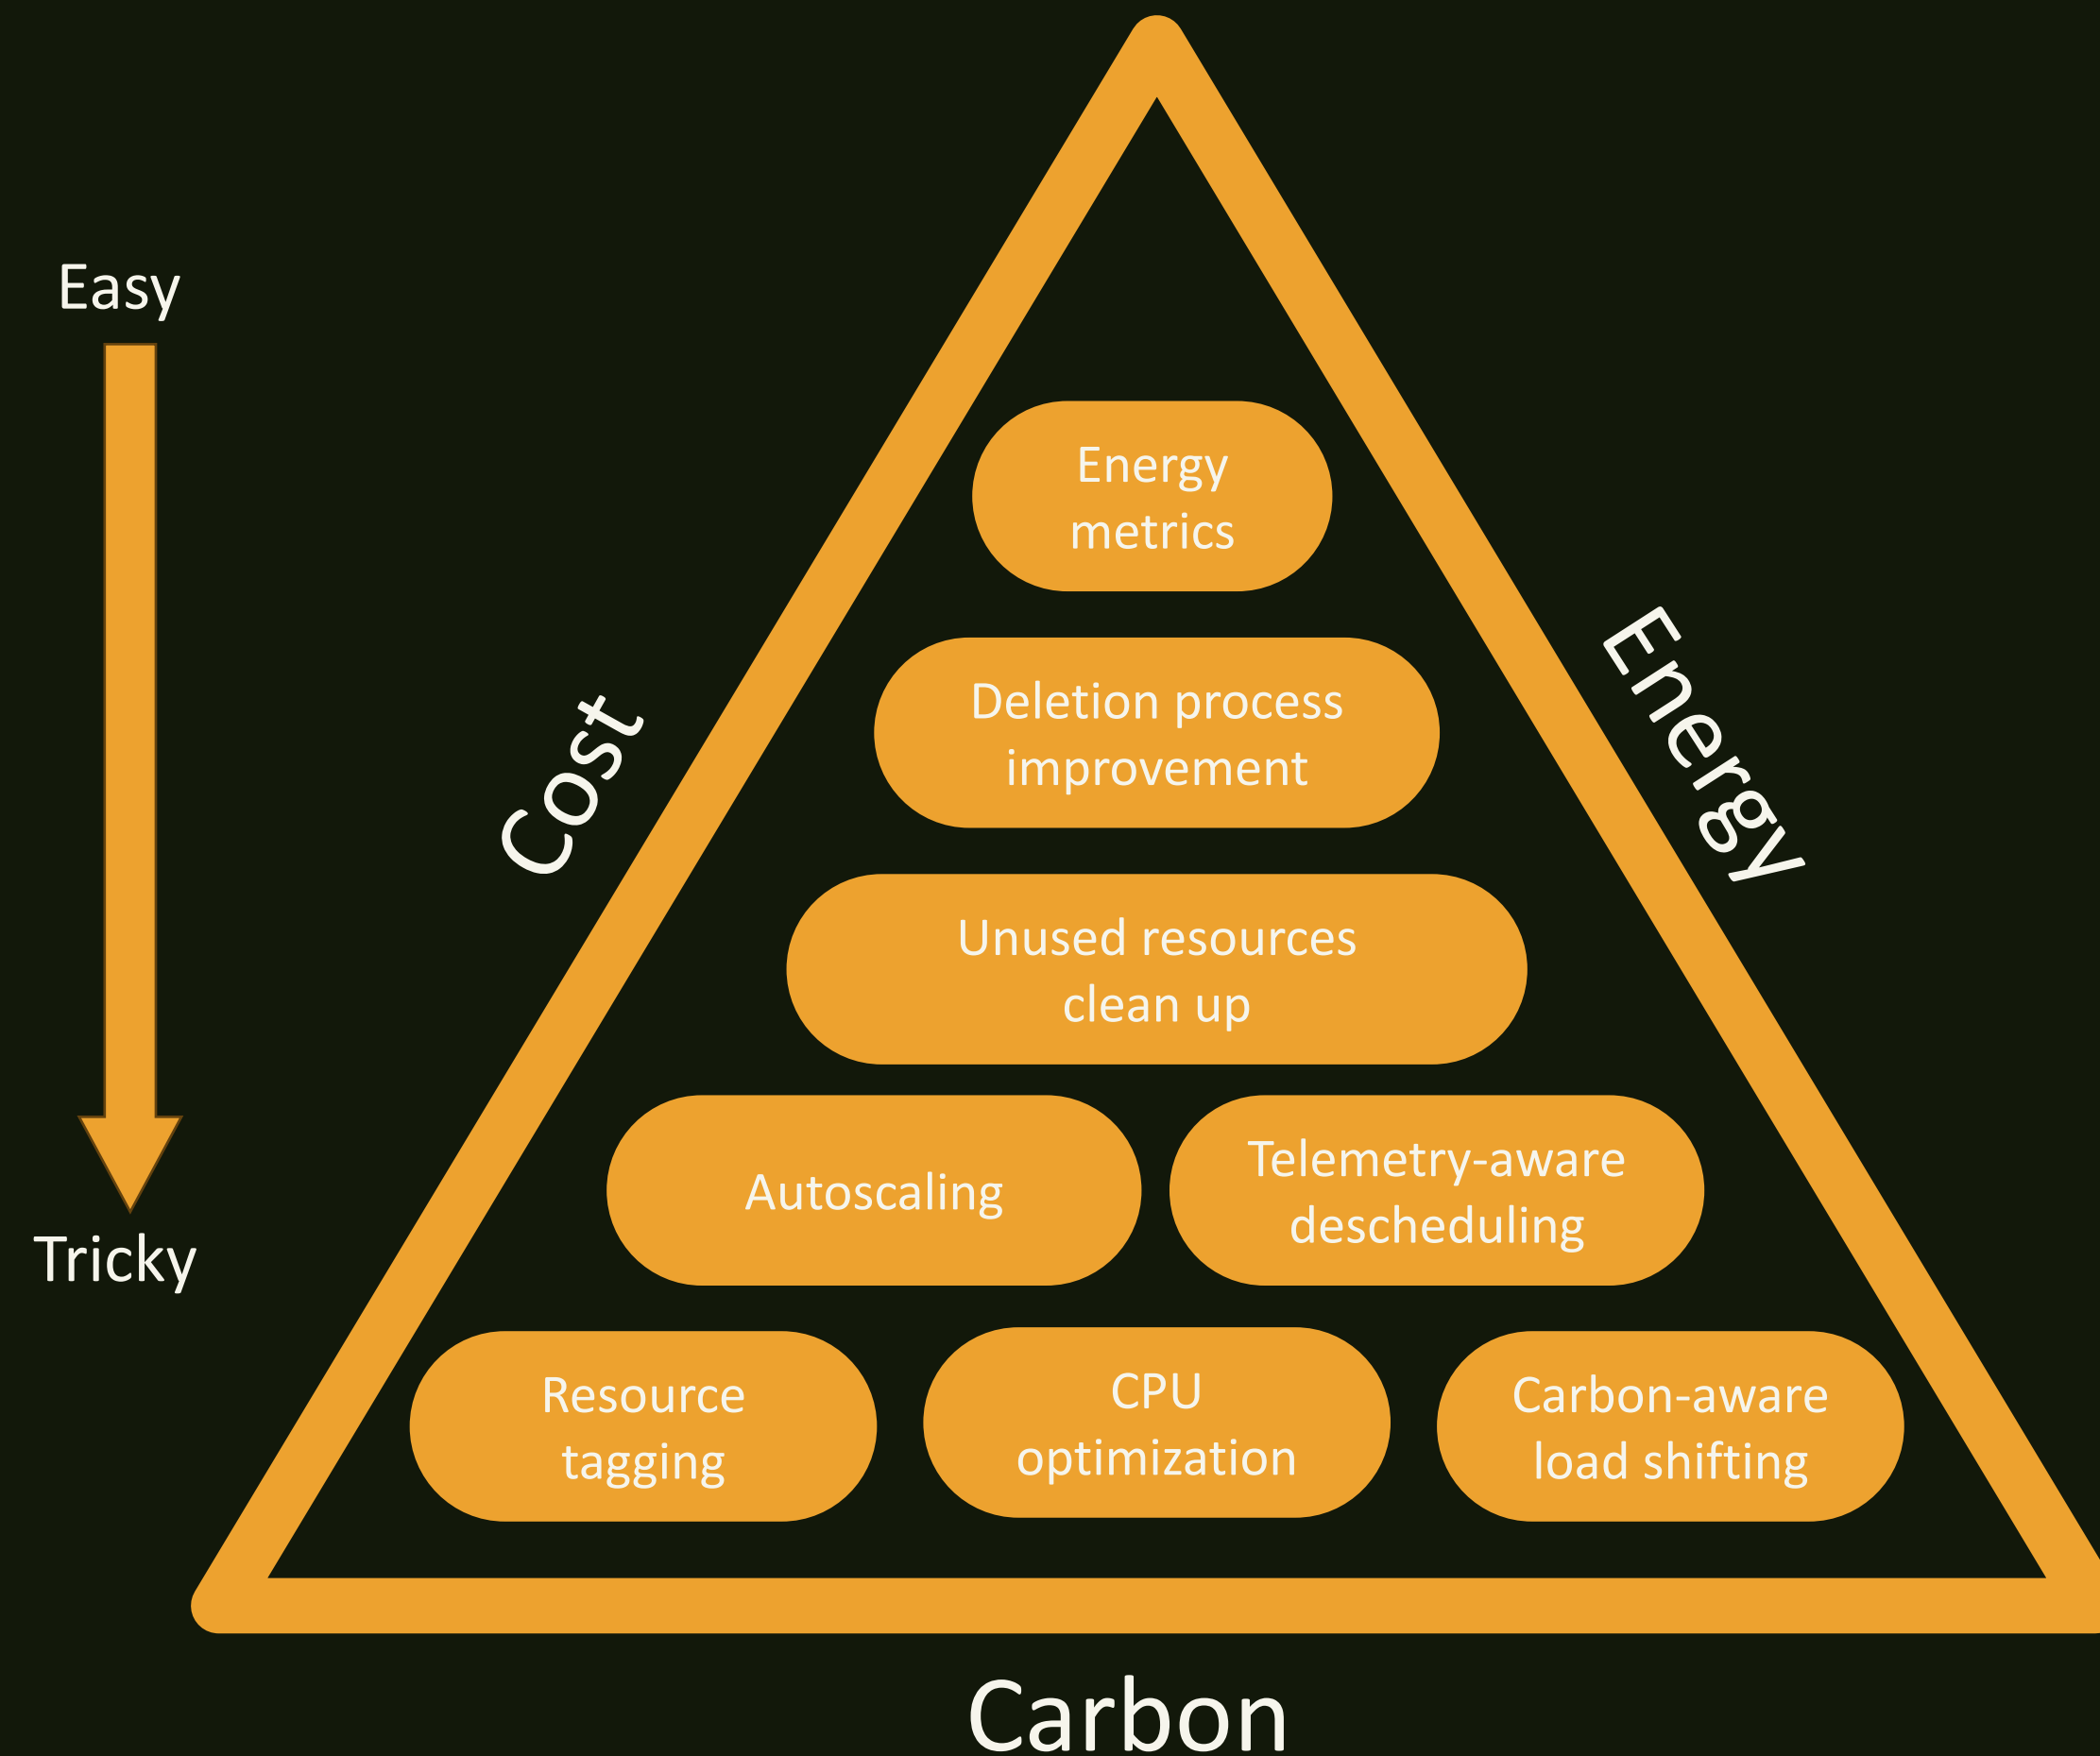 Easy
Energy
metrics
Cost
Energy
Deletion process
improvement
Unused resources
clean up
Autoscaling
Telemetry-aware
descheduling
Tricky
Resource
tagging
CPU
optimization
Carbon-aware
load shifting
Carbon